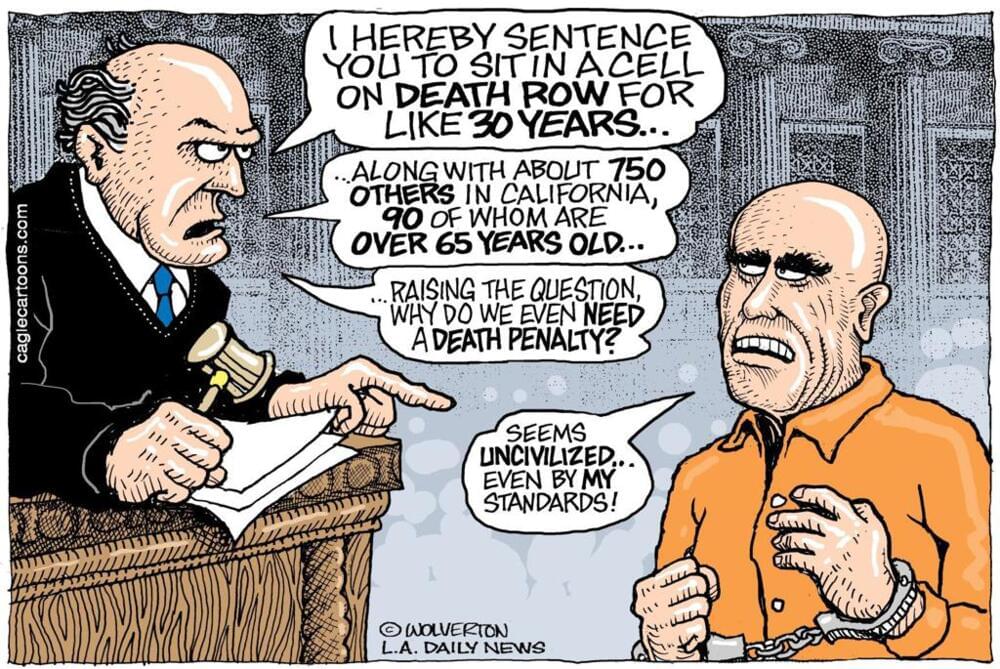 I HEREBY SENTENCE
YOU TO SIT IN A CELL
ON DEATH ROW FOR
LIKE 30 YEARS...
..ALONG WITH ABOUT 750
OTHERS IN CALIFORNIA,
90 OF WHOM ARE
OVER 65 YEARS OLD...
...RAISING THE QUESTION,
WHY DO WE EVEN NEED
A DEATH PENALTY?
SEEMS
UNCIVILIZED...
EVEN BY MY
STANDARDS!
caglecartoons.com
© WOLVERTON
L.A. DAILY NEWS